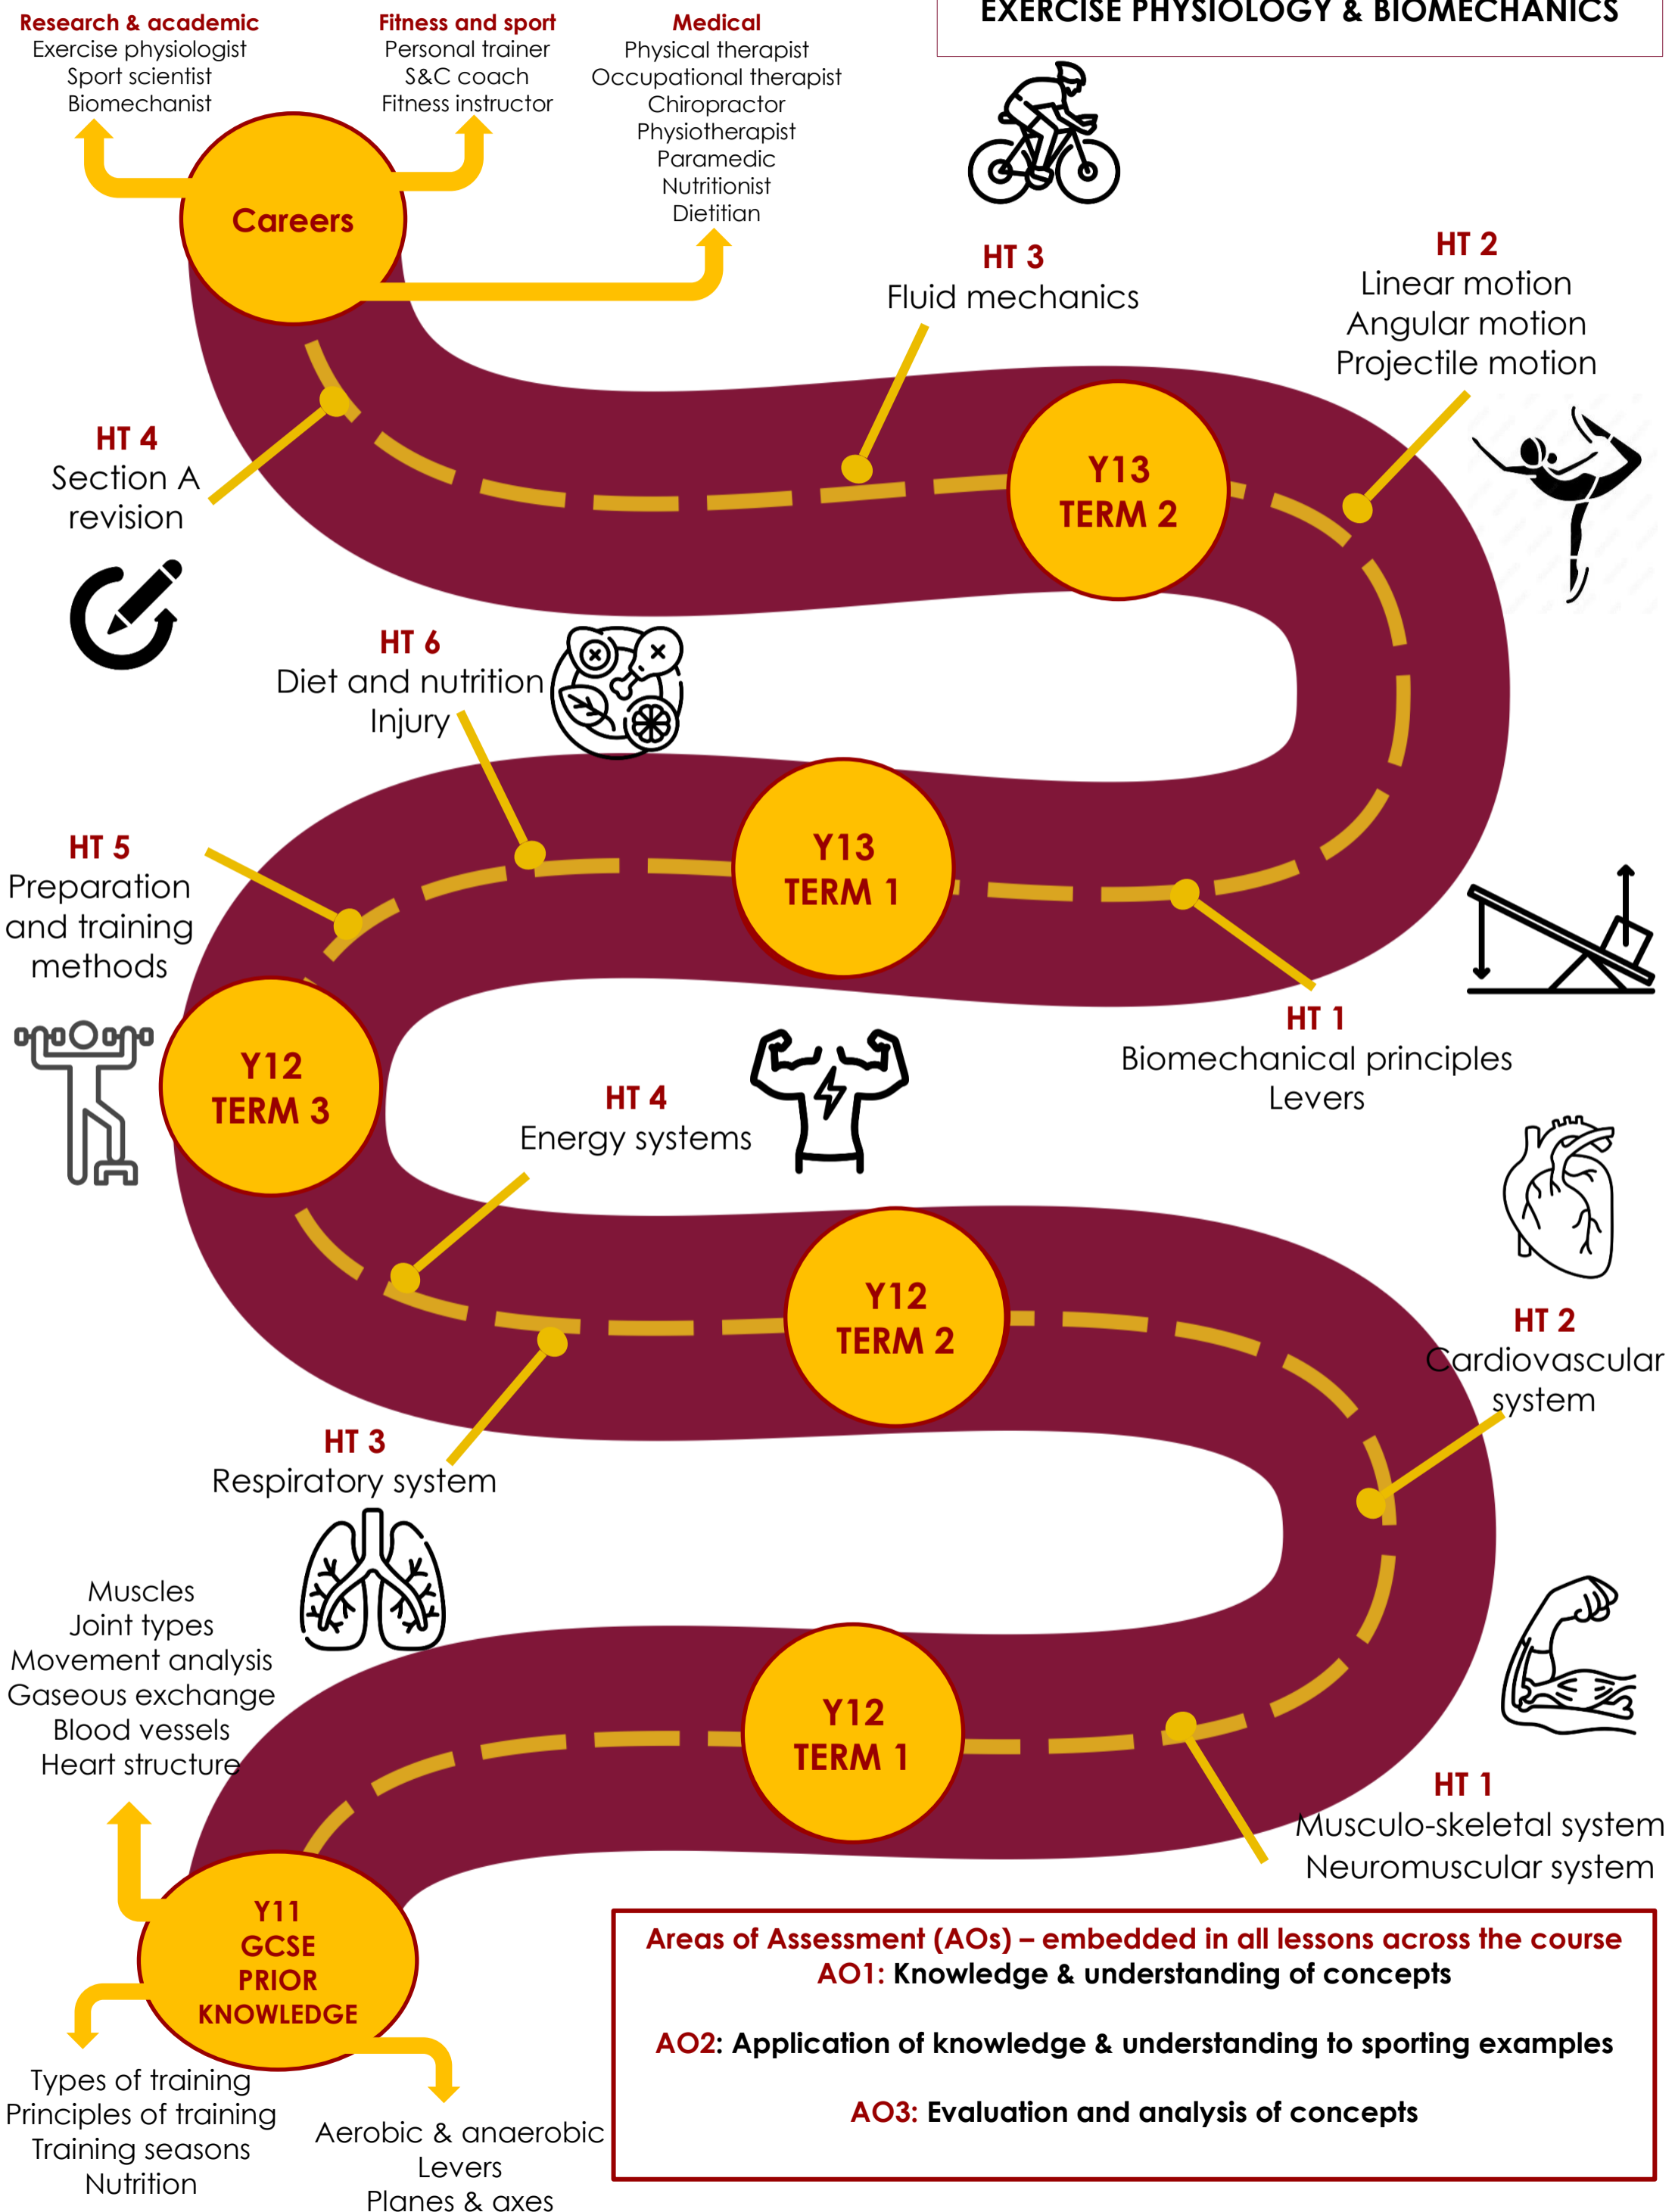 EXERCISE PHYSIOLOGY & BIOMECHANICS
Research & academic
Exercise physiologist
Sport scientist
Biomechanist
Fitness and sport
Personal trainer
S&C coach
Fitness instructor
Medical
Physical therapist
Occupational therapist
Chiropractor
Physiotherapist
Paramedic
Nutritionist
Dietitian
Careers
HT 3
Fluid mechanics
HT 2
Linear motion
Angular motion
Projectile motion
HT 4
Section A
revision
Y13
TERM 2
HT 6
Diet and nutrition
Injury
HT 5
Preparation
and training
methods
Y13
TERM 1
HT 1
Biomechanical principles
Levers
Y12
TERM 3
HT 4
Energy systems
Y12
TERM 2
HT 2
Cardiovascular
system
HT 3
Respiratory system
Muscles
Joint types
Movement analysis
Gaseous exchange
Blood vessels
Heart structure
Y12
TERM 1
HT 1
Musculo-skeletal system
Neuromuscular system
Y11
GCSE
PRIOR
KNOWLEDGE
Types of training
Principles of training
Training seasons
Nutrition
Aerobic & anaerobic
Levers
Planes & axes
Areas of Assessment (AOs) – embedded in all lessons across the course
AO1: Knowledge & understanding of concepts
AO2: Application of knowledge & understanding to sporting examples
AO3: Evaluation and analysis of concepts